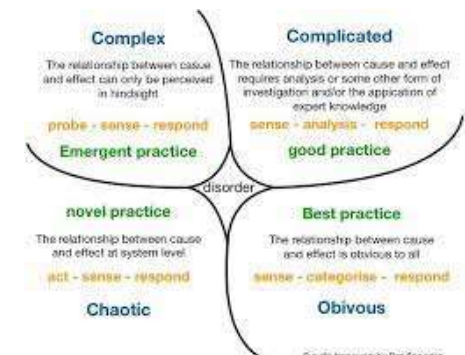 Complex
The relationship between casue
and effect can only be perceived
in hindsight
probe - sense - respond
Emergent practice
Complicated
The relationship between cause and effect
requires analysis or some other form of
investigation and/or the appication of
expert knowledge
sense - analysis - respond
good practice
disorder
novel practice
The relationship between cause
and effect at system level
act - sense - respond
Chaotic
Best practice
The relationship between cause
and effect is obvious to all
sense - categorise - respond
Obivous